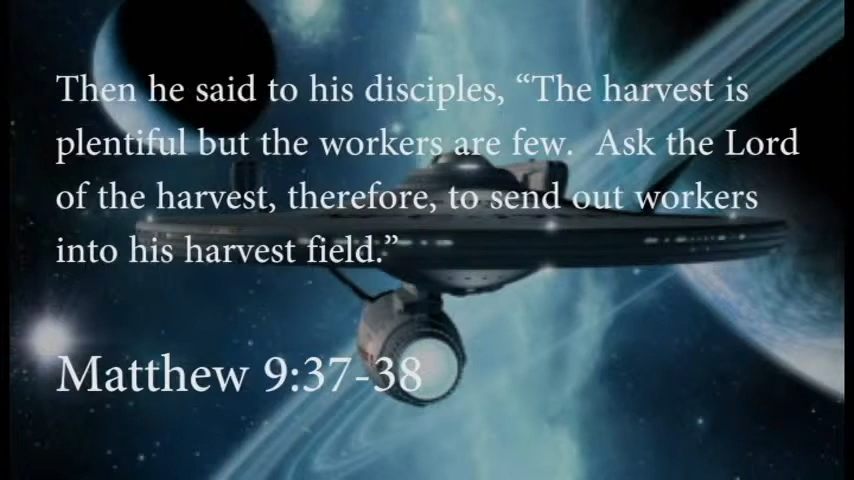 Then he said to his disciples, “The harvest is
plentiful but the workers are few.  Ask the Lord
of the harvest, therefore, to send out workers
into his harvest field.”
Matthew 9:37-38